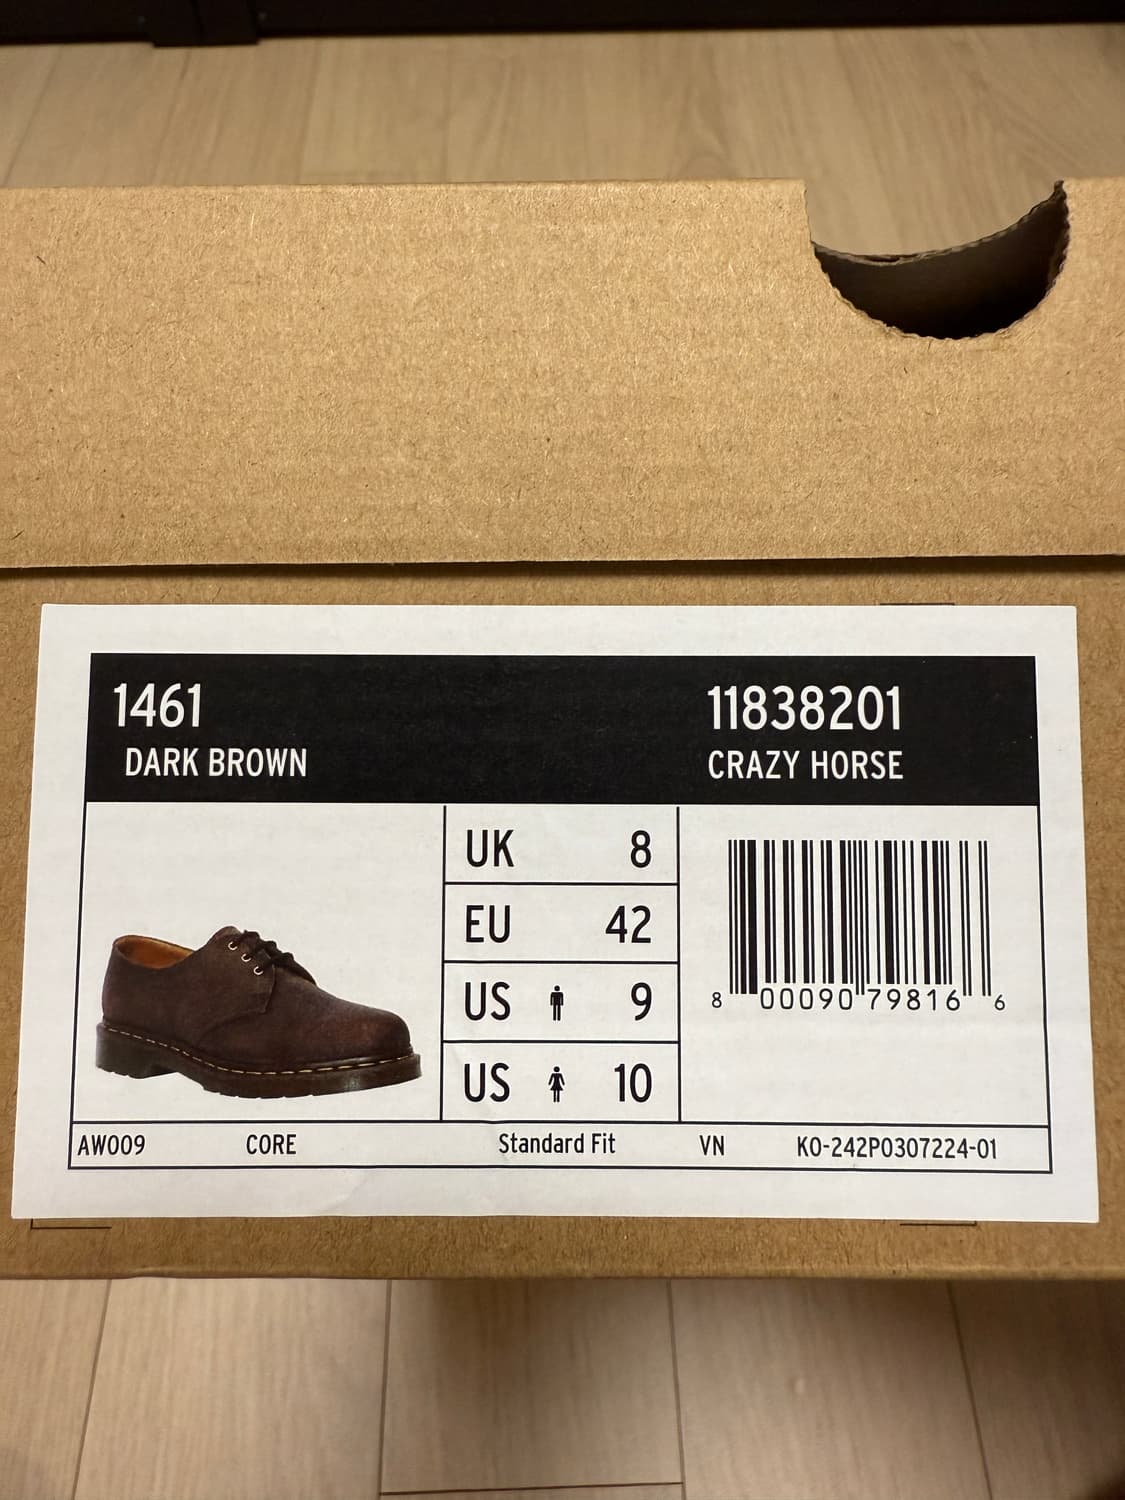 1461
DARK BROWN
11838201
CRAZY HORSE
UK 8
EU 42
US 9
US 10
8 00090 79816 6
AW009 CORE Standard Fit VN KO-242P0307224-01